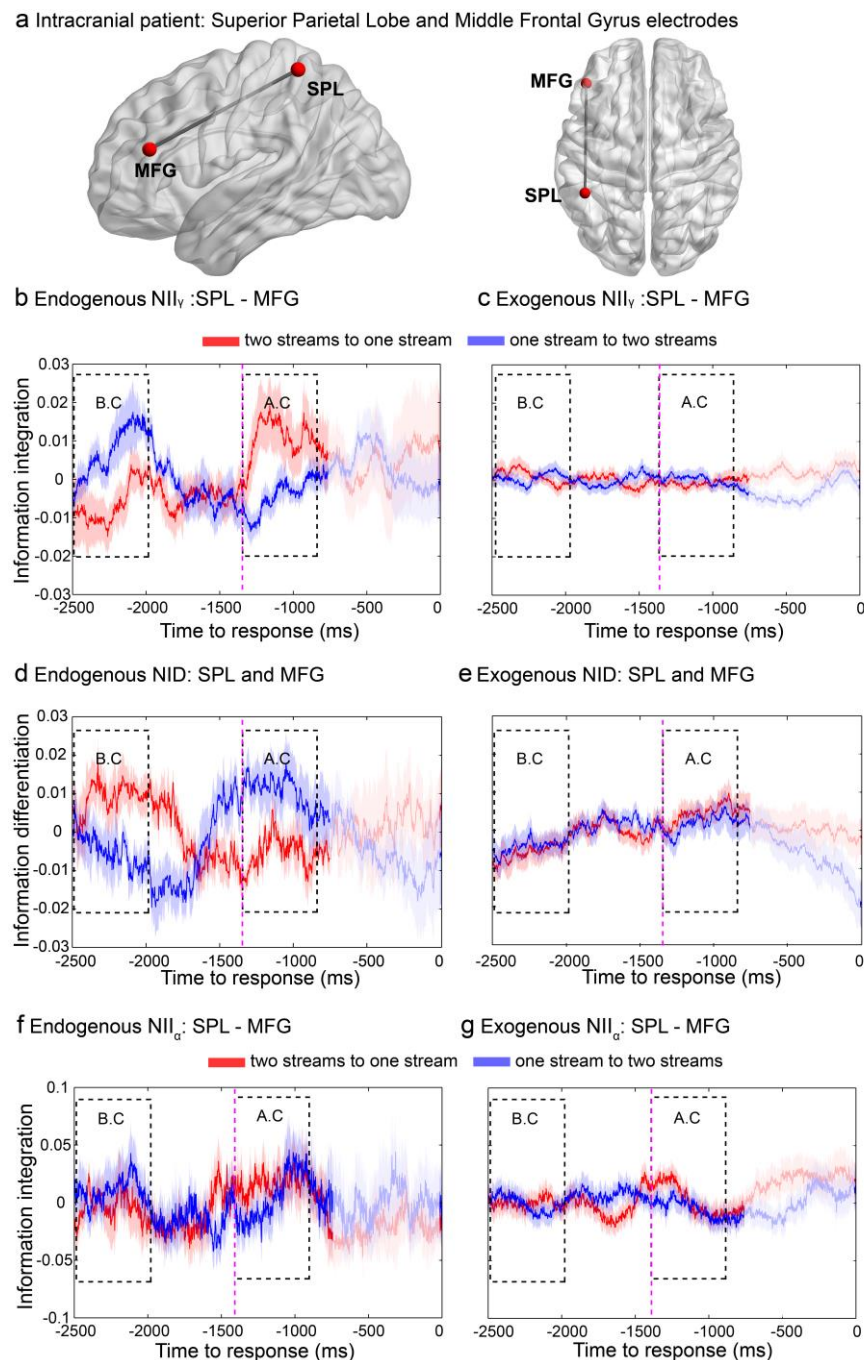 a Intracranial patient: Superior Parietal Lobe and Middle Frontal Gyrus electrodes
SPL
MFG
MFG
SPL
b Endogenous NIIγ :SPL - MFG
c Exogenous NIIγ :SPL - MFG
two streams to one stream
one stream to two streams
Information integration
0.03
0.02
0.01
0
-0.01
-0.02
-0.03
B.C
A.C
-2500 -2000 -1500 -1000 -500 0
Time to response (ms)
B.C
A.C
-2500 -2000 -1500 -1000 -500 0
Time to response (ms)
d Endogenous NID: SPL and MFG
e Exogenous NID: SPL and MFG
Information differentiation
0.03
0.02
0.01
0
-0.01
-0.02
-0.03
B.C
A.C
-2500 -2000 -1500 -1000 -500 0
Time to response (ms)
B.C
A.C
-2500 -2000 -1500 -1000 -500 0
Time to response (ms)
f Endogenous NIIα: SPL - MFG
g Exogenous NIIα: SPL - MFG
two streams to one stream
one stream to two streams
Information integration
0.1
0.05
0
-0.05
-0.1
B.C
A.C
-2500 -2000 -1500 -1000 -500 0
Time to response (ms)
B.C
A.C
-2500 -2000 -1500 -1000 -500 0
Time to response (ms)